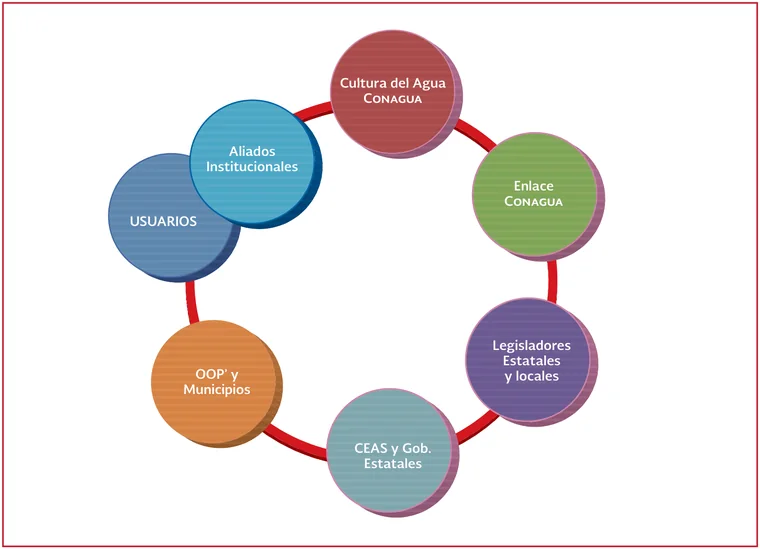 Cultura del Agua
CONAGUA
Enlace
CONAGUA
Legisladores
Estatales
y locales
CEAS y Gob.
Estatales
OOP' y
Municipios
USUARIOS
Aliados
Institucionales